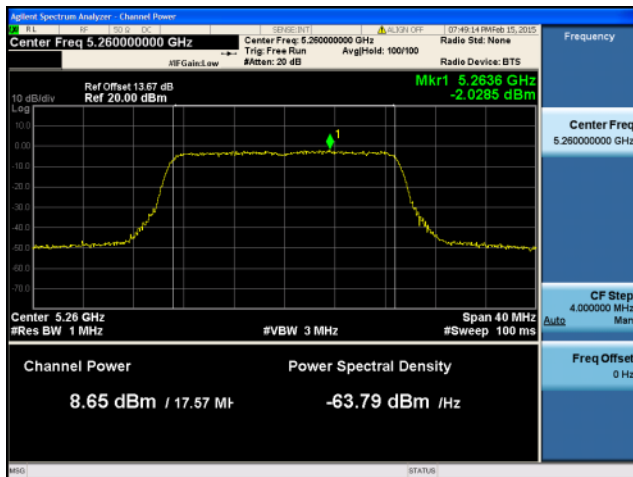 Agilent Spectrum Analyzer - Channel Power
RL RF 50 Ω DC SENSE:INT ALIGN OFF 07:49:14 PM Feb 15, 2015
Center Freq 5.260000000 GHz Center Freq: 5.260000000 GHz Radio Std: None
Trig: Free Run Avg|Hold: 100/100
#IFGain:Low #Atten: 20 dB Radio Device: BTS
Frequency
Mkr1 5.2636 GHz
-2.0285 dBm
Ref Offset 13.67 dB
10 dB/div Ref 20.00 dBm
Log
10.0
0.00
-10.0
-20.0
-30.0
-40.0
-50.0
-60.0
-70.0
1
Center Freq
5.260000000 GHz
Center 5.26 GHz Span 40 MHz
#Res BW 1 MHz #VBW 3 MHz #Sweep 100 ms
CF Step
4.000000 MHz
Auto Man
Channel Power Power Spectral Density
8.65 dBm / 17.57 MH -63.79 dBm /Hz
Freq Offset
0 Hz
MSG STATUS